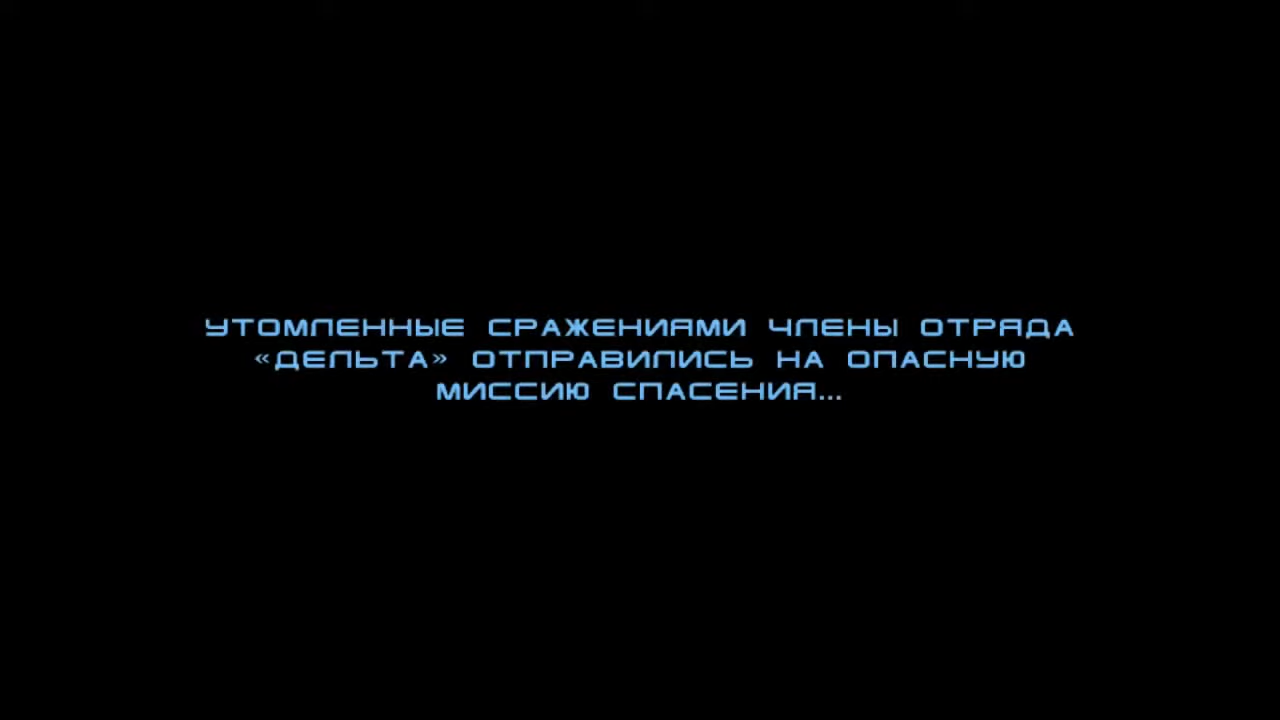 УТОМЛЕННЫЕ СРАЖЕНИЯМИ ЧЛЕНЫ ОТРЯДА
«ДЕЛЬТА» ОТПРАВИЛИСЬ НА ОПАСНУЮ
МИССИЮ СПАСЕНИЯ...